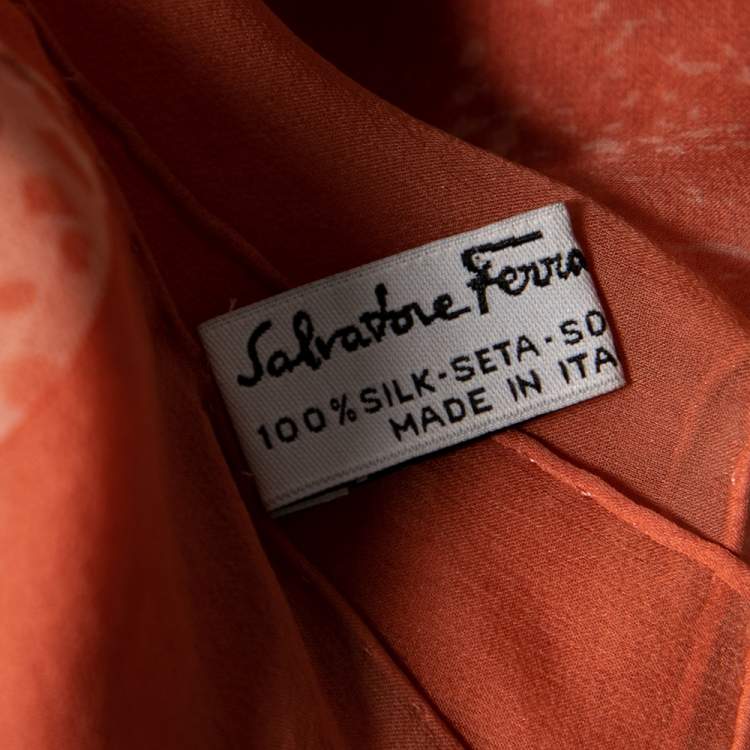 Salvatore Ferra
100% SILK-SETA-SO
MADE IN ITA